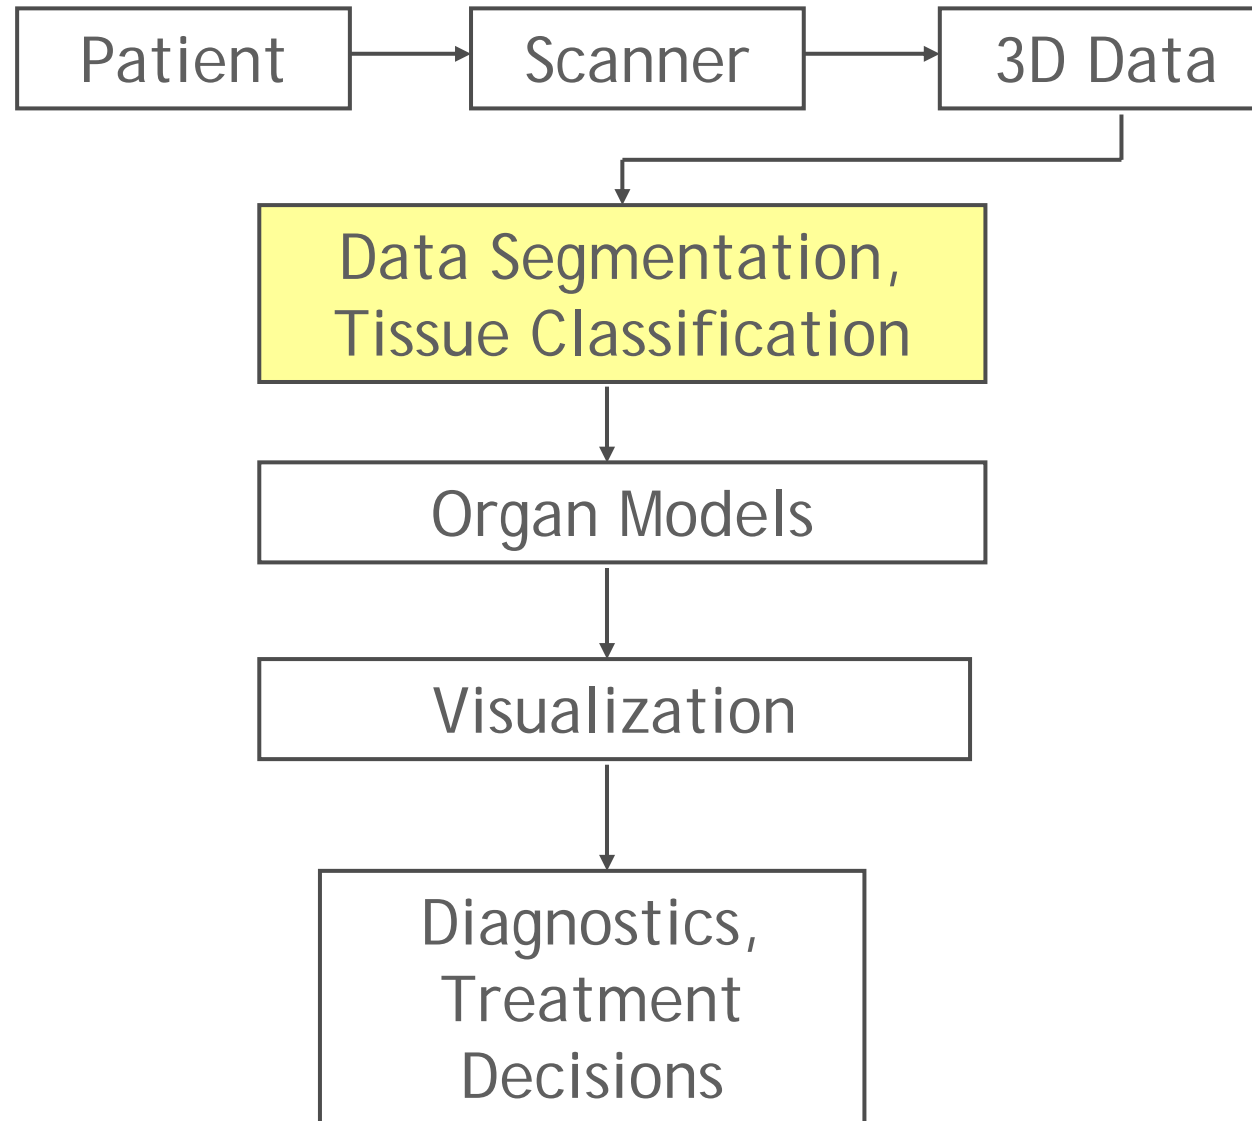 Patient
Scanner
3D Data
Data Segmentation,
Tissue Classification
Organ Models
Visualization
Diagnostics,
Treatment
Decisions